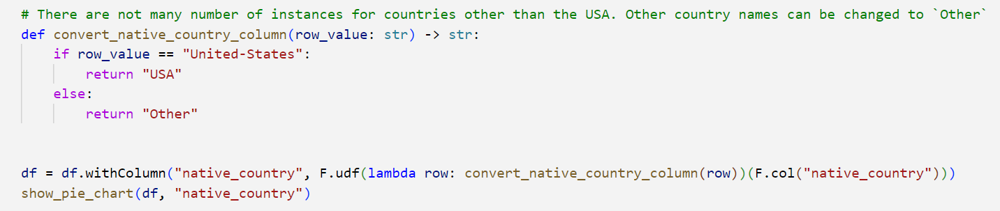 # There are not many number of instances for countries other than the USA. Other country names can be changed to `Other`
def convert_native_country_column(row_value: str) -> str:
    if row_value == "United-States":
        return "USA"
    else:
        return "Other"
df = df.withColumn("native_country", F.udf(lambda row: convert_native_country_column(row))(F.col("native_country")))
show_pie_chart(df, "native_country")